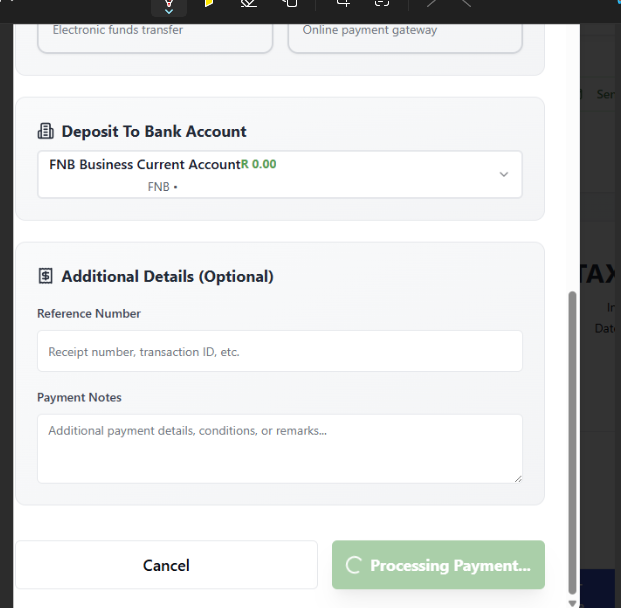 Electronic funds transfer
Online payment gateway
Deposit To Bank Account
FNB Business Current AccountR 0.00
FNB •
Additional Details (Optional)
Reference Number
Receipt number, transaction ID, etc.
Payment Notes
Additional payment details, conditions, or remarks...
Cancel
Processing Payment...
Ser
TAX
In
Date